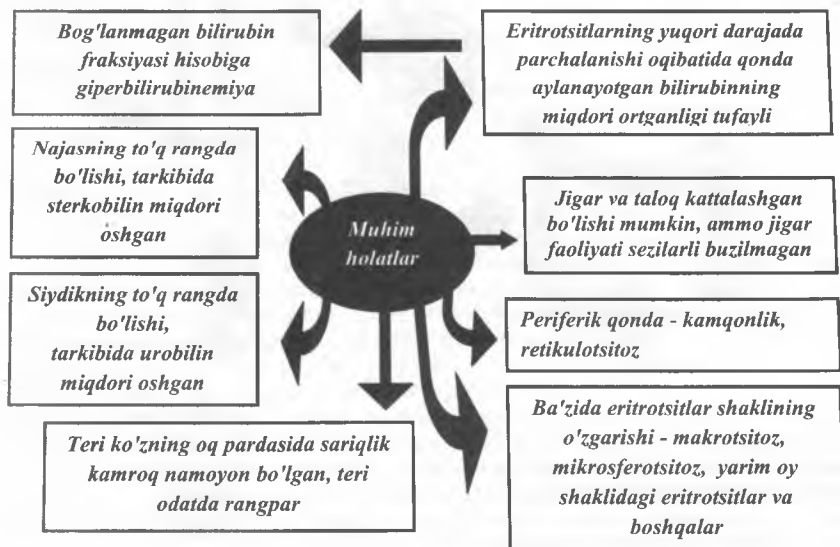 Bog'lanmagan bilirubin
fraksiyasi hisobiga
giperbilirubinemiya
Eritrotsitlarning yuqori darajada
parchalanishi oqibatida qonda
aylanayotgan bilirubinning
miqdori ortganligi tufayli
Najasning to'q rangda
bo'lishi, tarkibida
sterkobilin miqdori
oshgan
Muhim
holatlar
Jigar va taloq kattalashgan
bo'lishi mumkin, ammo jigar
faoliyati sezilarli buzilmagan
Siydikning to'q rangda
bo'lishi,
tarkibida urobilin
miqdori oshgan
Periferik qonda - kamqonlik,
retikulotsitoz
Teri ko'zning oq pardasida sariqlik
kamroq namoyon bo'lgan, teri
odatda rangpar
Ba'zida eritrotsitlar shaklining
o'zgarishi - makrotsitoz,
mikrosferotsitoz, yarim oy
shaklidagi eritrotsitlar va
boshqalar